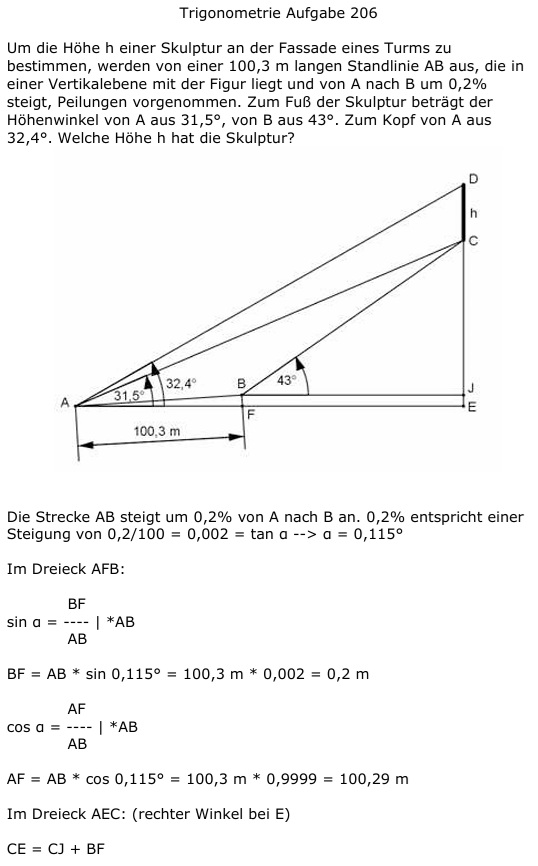 Trigonometrie Aufgabe 206
Um die Höhe h einer Skulptur an der Fassade eines Turms zu
bestimmen, werden von einer 100,3 m langen Standlinie AB aus, die in
einer Vertikalebene mit der Figur liegt und von A nach B um 0,2%
steigt, Peilungen vorgenommen. Zum Fuß der Skulptur beträgt der
Höhenwinkel von A aus 31,5°, von B aus 43°. Zum Kopf von A aus
32,4°. Welche Höhe h hat die Skulptur?
D
h
C
32,4°
B
43°
31,5°
J
A
E
F
100,3 m
Die Strecke AB steigt um 0,2% von A nach B an. 0,2% entspricht einer
Steigung von 0,2/100 = 0,002 = tan α --> α = 0,115°
Im Dreieck AFB:
BF
sin α = ---- | *AB
AB
BF = AB * sin 0,115° = 100,3 m * 0,002 = 0,2 m
AF
cos α = ---- | *AB
AB
AF = AB * cos 0,115° = 100,3 m * 0,9999 = 100,29 m
Im Dreieck AEC: (rechter Winkel bei E)
CE = CJ + BF